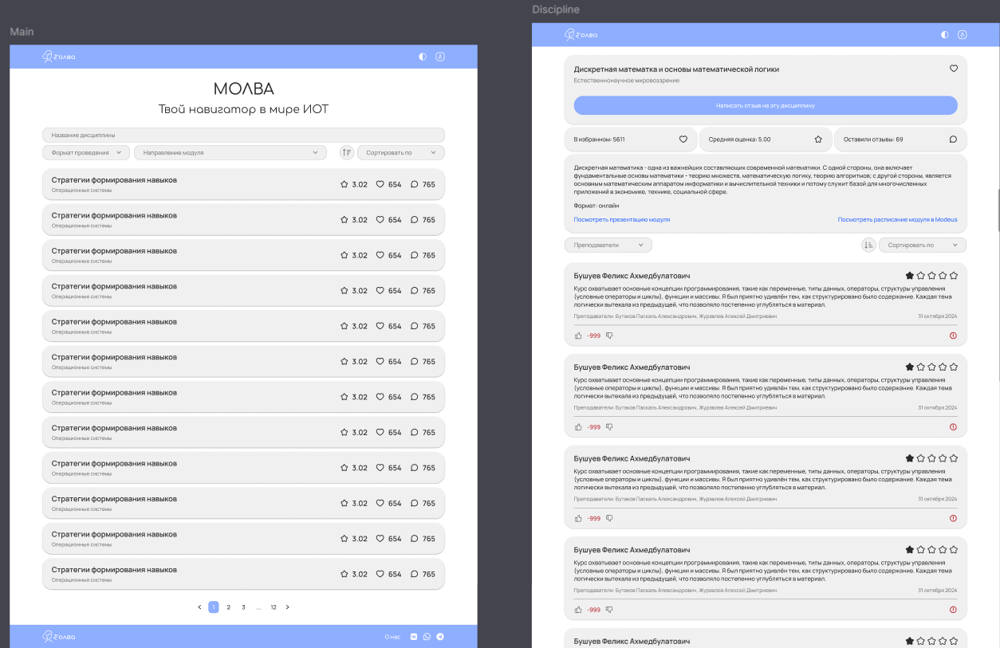 Main
ξолва
МОЛВА
Твой навигатор в мире ИОТ
Название дисциплины
Формат проведения
Направление модуля
Сортировать по
Стратегии формирования навыков
Операционные системы
3.02 654 765
Стратегии формирования навыков
Операционные системы
3.02 654 765
Стратегии формирования навыков
Операционные системы
3.02 654 765
Стратегии формирования навыков
Операционные системы
3.02 654 765
Стратегии формирования навыков
Операционные системы
3.02 654 765
Стратегии формирования навыков
Операционные системы
3.02 654 765
Стратегии формирования навыков
Операционные системы
3.02 654 765
Стратегии формирования навыков
Операционные системы
3.02 654 765
Стратегии формирования навыков
Операционные системы
3.02 654 765
Стратегии формирования навыков
Операционные системы
3.02 654 765
Стратегии формирования навыков
Операционные системы
3.02 654 765
Стратегии формирования навыков
Операционные системы
3.02 654 765
< 1 2 3 ... 12 >
ξолва
О нас
Discipline
ξолва
Дискретная математка и основы математической логики
Естественнонаучное мировоззрение
Написать отзыв на эту дисциплину
В избранном: 5611
Средняя оценка: 5.00
Оставили отзывы: 69
Дискретная математика - одна из важнейших составляющих современной математики. С одной стороны, она включает
фундаментальные основы математики - теорию множеств, математическую логику, теорию алгоритмов; с другой стороны, является
основным математическим аппаратом информатики и вычислительной техники и потому служит базой для многочисленных
приложений в экономике, технике, социальной сфере.
Формат: онлайн
Посмотреть презентацию модуля
Посмотреть расписание модуля в Modeus
Преподаватели
Сортировать по
Бушуев Феликс Ахмедбулатович
Курс охватывает основные концепции программирования, такие как переменные, типы данных, операторы, структуры управления
(условные операторы и циклы), функции и массивы. Я был приятно удивлён тем, как структурировано было содержание. Каждая тема
логически вытекала из предыдущей, что позволяло постепенно углубляться в материал.
Преподаватели: Бутаков Паскаль Александрович, Журавлев Алексей Дмитриевич
31 октября 2024
-999
Бушуев Феликс Ахмедбулатович
Курс охватывает основные концепции программирования, такие как переменные, типы данных, операторы, структуры управления
(условные операторы и циклы), функции и массивы. Я был приятно удивлён тем, как структурировано было содержание. Каждая тема
логически вытекала из предыдущей, что позволяло постепенно углубляться в материал.
Преподаватели: Бутаков Паскаль Александрович, Журавлев Алексей Дмитриевич
31 октября 2024
-999
Бушуев Феликс Ахмедбулатович
Курс охватывает основные концепции программирования, такие как переменные, типы данных, операторы, структуры управления
(условные операторы и циклы), функции и массивы. Я был приятно удивлён тем, как структурировано было содержание. Каждая тема
логически вытекала из предыдущей, что позволяло постепенно углубляться в материал.
Преподаватели: Бутаков Паскаль Александрович, Журавлев Алексей Дмитриевич
31 октября 2024
-999
Бушуев Феликс Ахмедбулатович
Курс охватывает основные концепции программирования, такие как переменные, типы данных, операторы, структуры управления
(условные операторы и циклы), функции и массивы. Я был приятно удивлён тем, как структурировано было содержание. Каждая тема
логически вытекала из предыдущей, что позволяло постепенно углубляться в материал.
Преподаватели: Бутаков Паскаль Александрович, Журавлев Алексей Дмитриевич
31 октября 2024
-999
Бушуев Феликс Ахмедбулатович